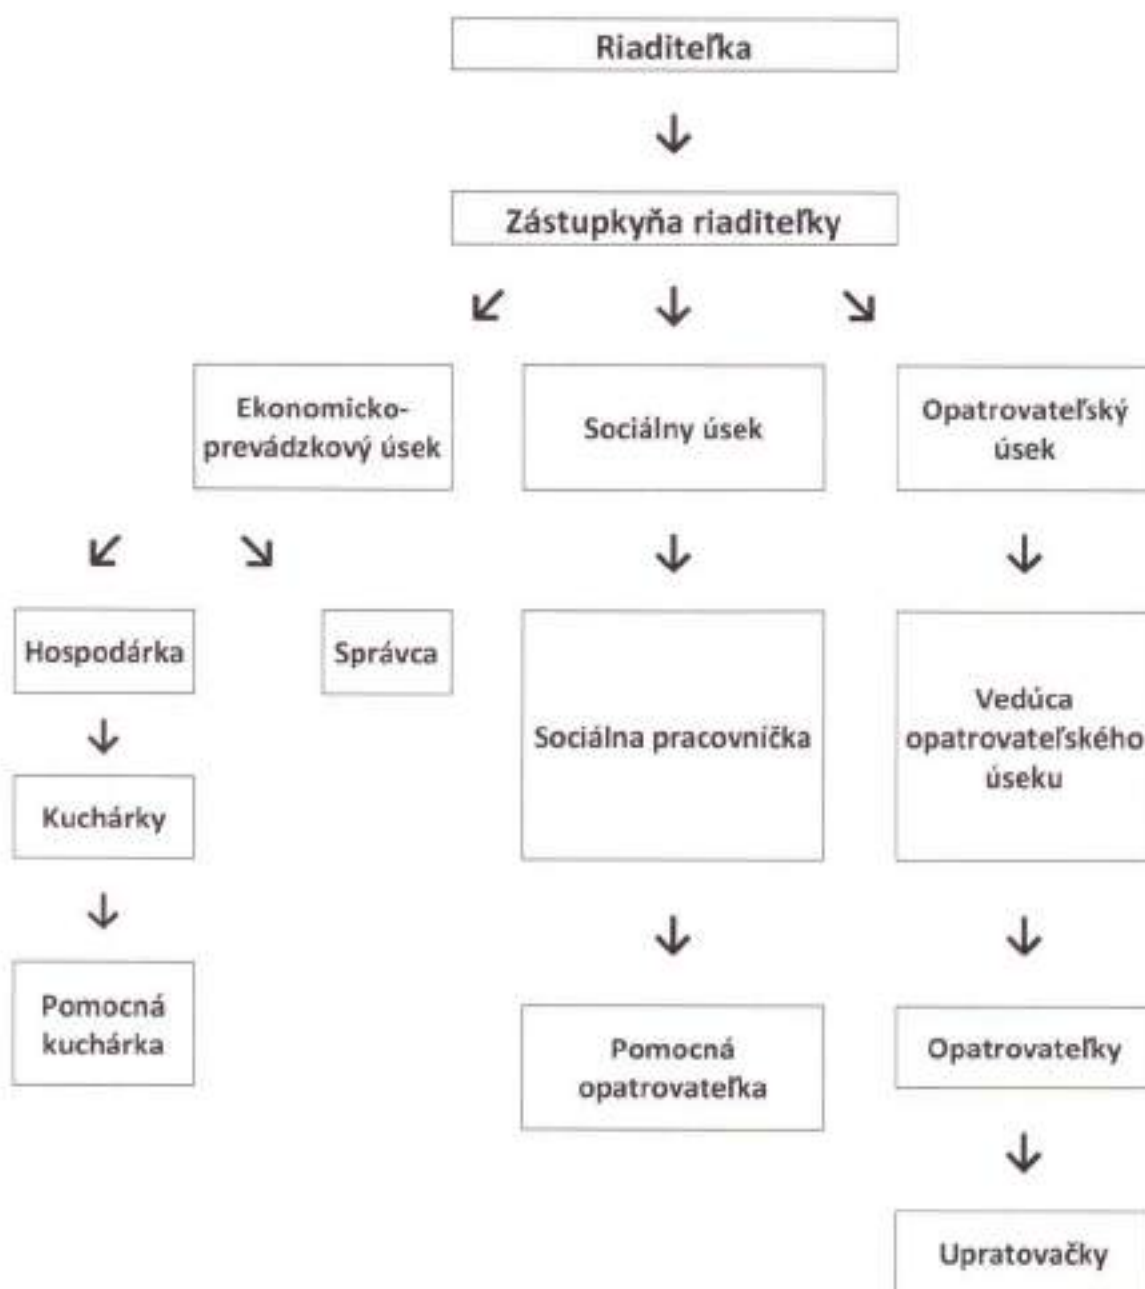 Riaditeľka
Zástupkyňa riaditeľky
Ekonomicko-
prevádzkový úsek
Sociálny úsek
Opatrovateľský
úsek
Hospodárka
Správca
Sociálna pracovníčka
Vedúca
opatrovateľského
úseku
Kuchárky
Pomocná
kuchárka
Pomocná
opatrovateľka
Opatrovateľky
Upratovačky